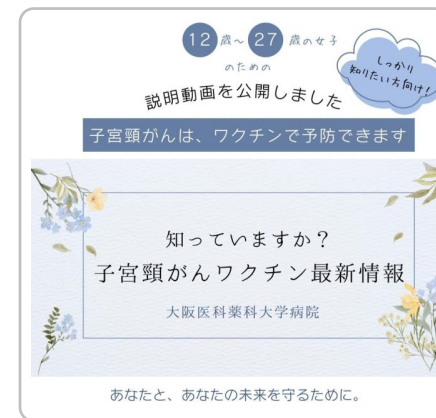 12歳～27歳の女子
のための
しっかり
知りたい方向け!
説明動画を公開しました
子宮頸がんは、ワクチンで予防できます
知っていますか？
子宮頸がんワクチン最新情報
大阪医科薬科大学病院
あなたと、あなたの未来を守るために。